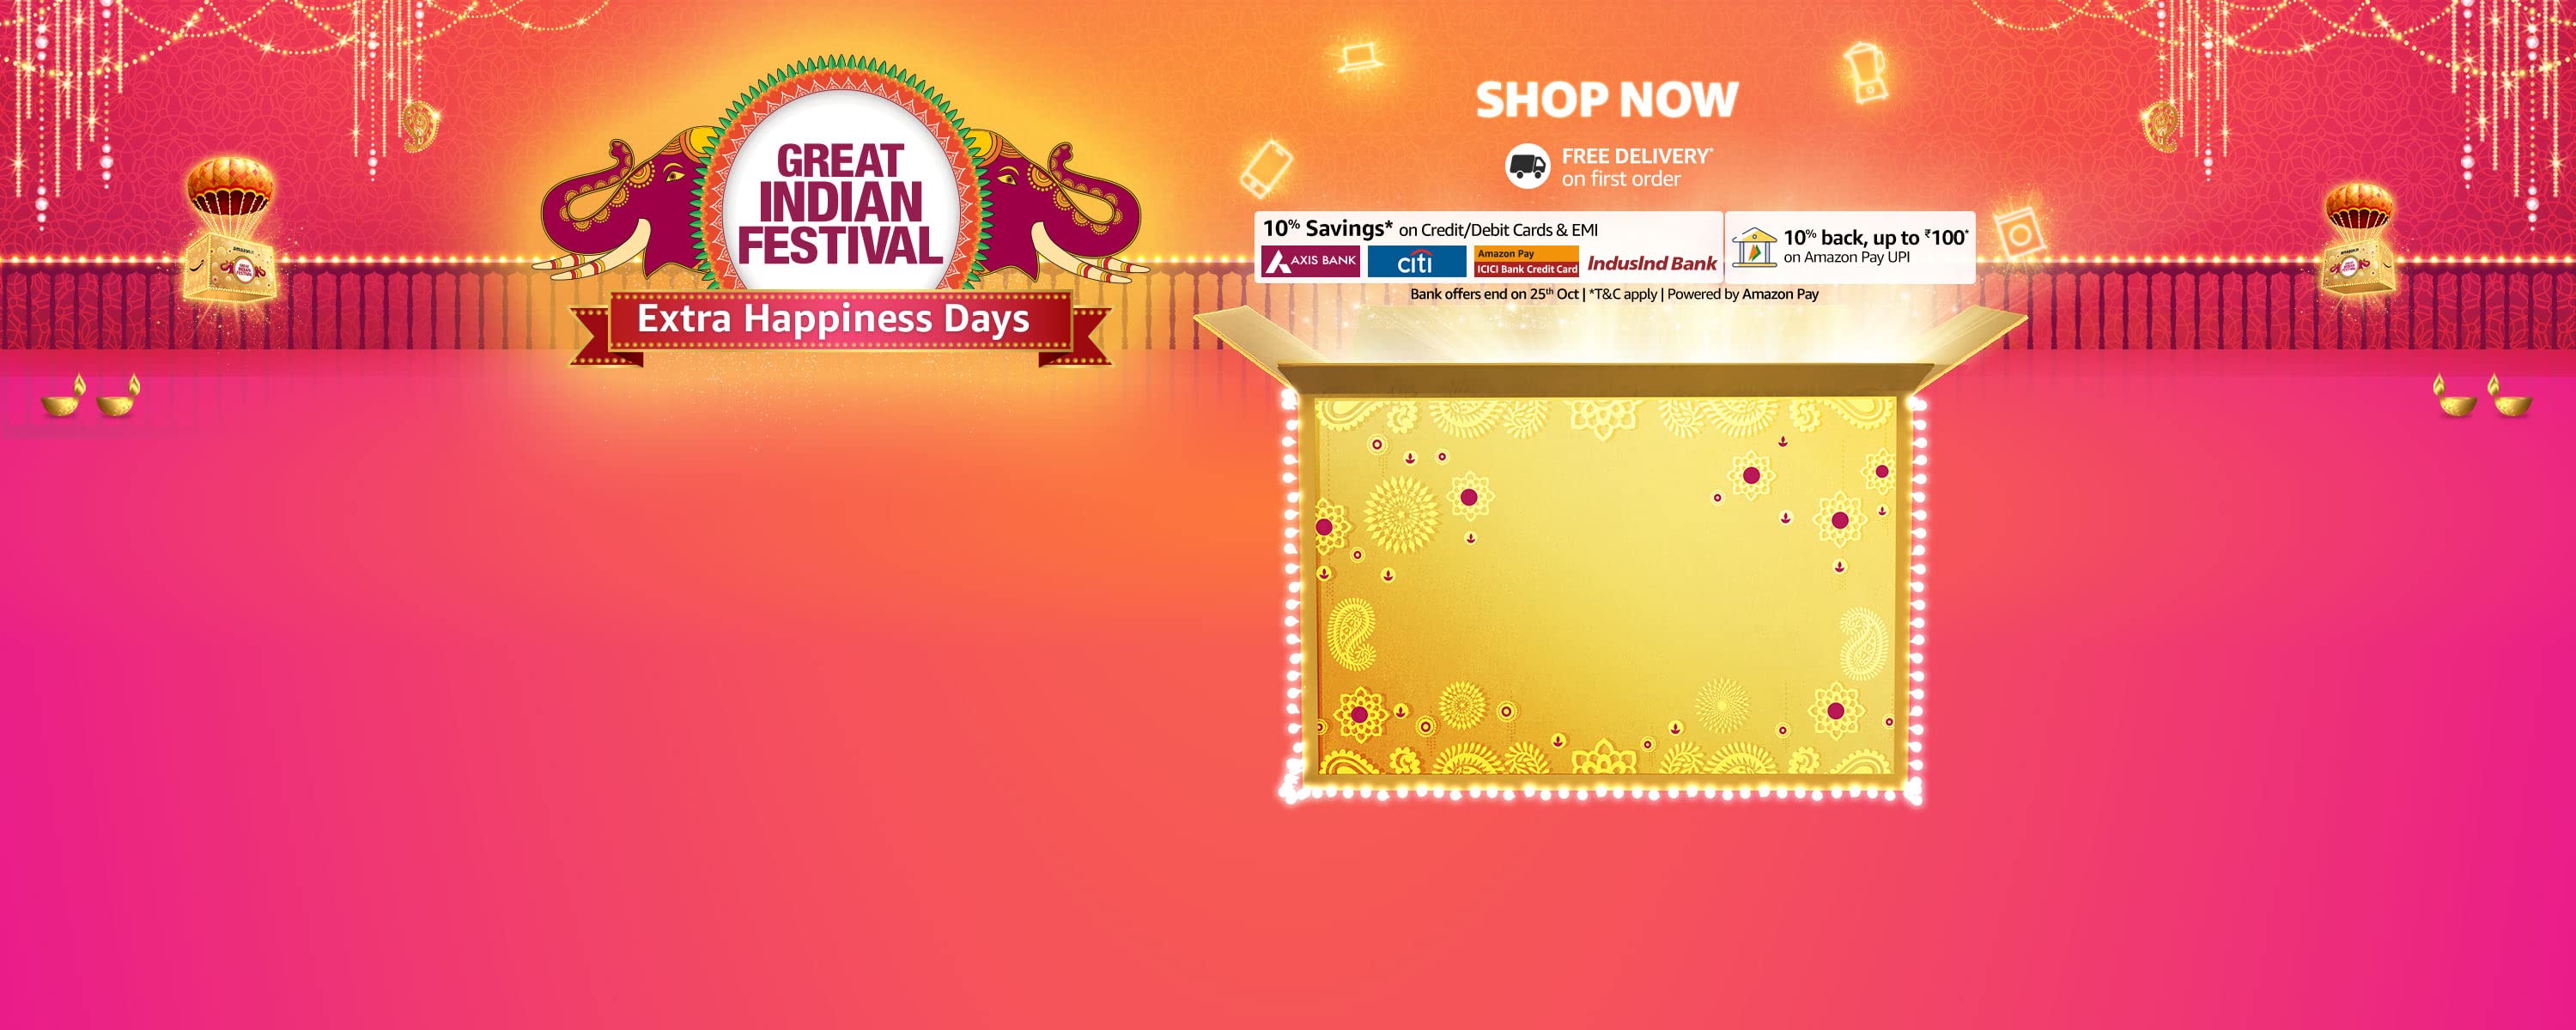 GREAT
INDIAN
FESTIVAL
Extra Happiness Days
SHOP NOW
FREE DELIVERY*
on first order
10% Savings* on Credit/Debit Cards & EMI
AXIS BANK
citi
Amazon Pay
ICICI Bank Credit Card
IndusInd Bank
10% back, up to ₹100*
on Amazon Pay UPI
Bank offers end on 25th Oct | *T&C apply | Powered by Amazon Pay